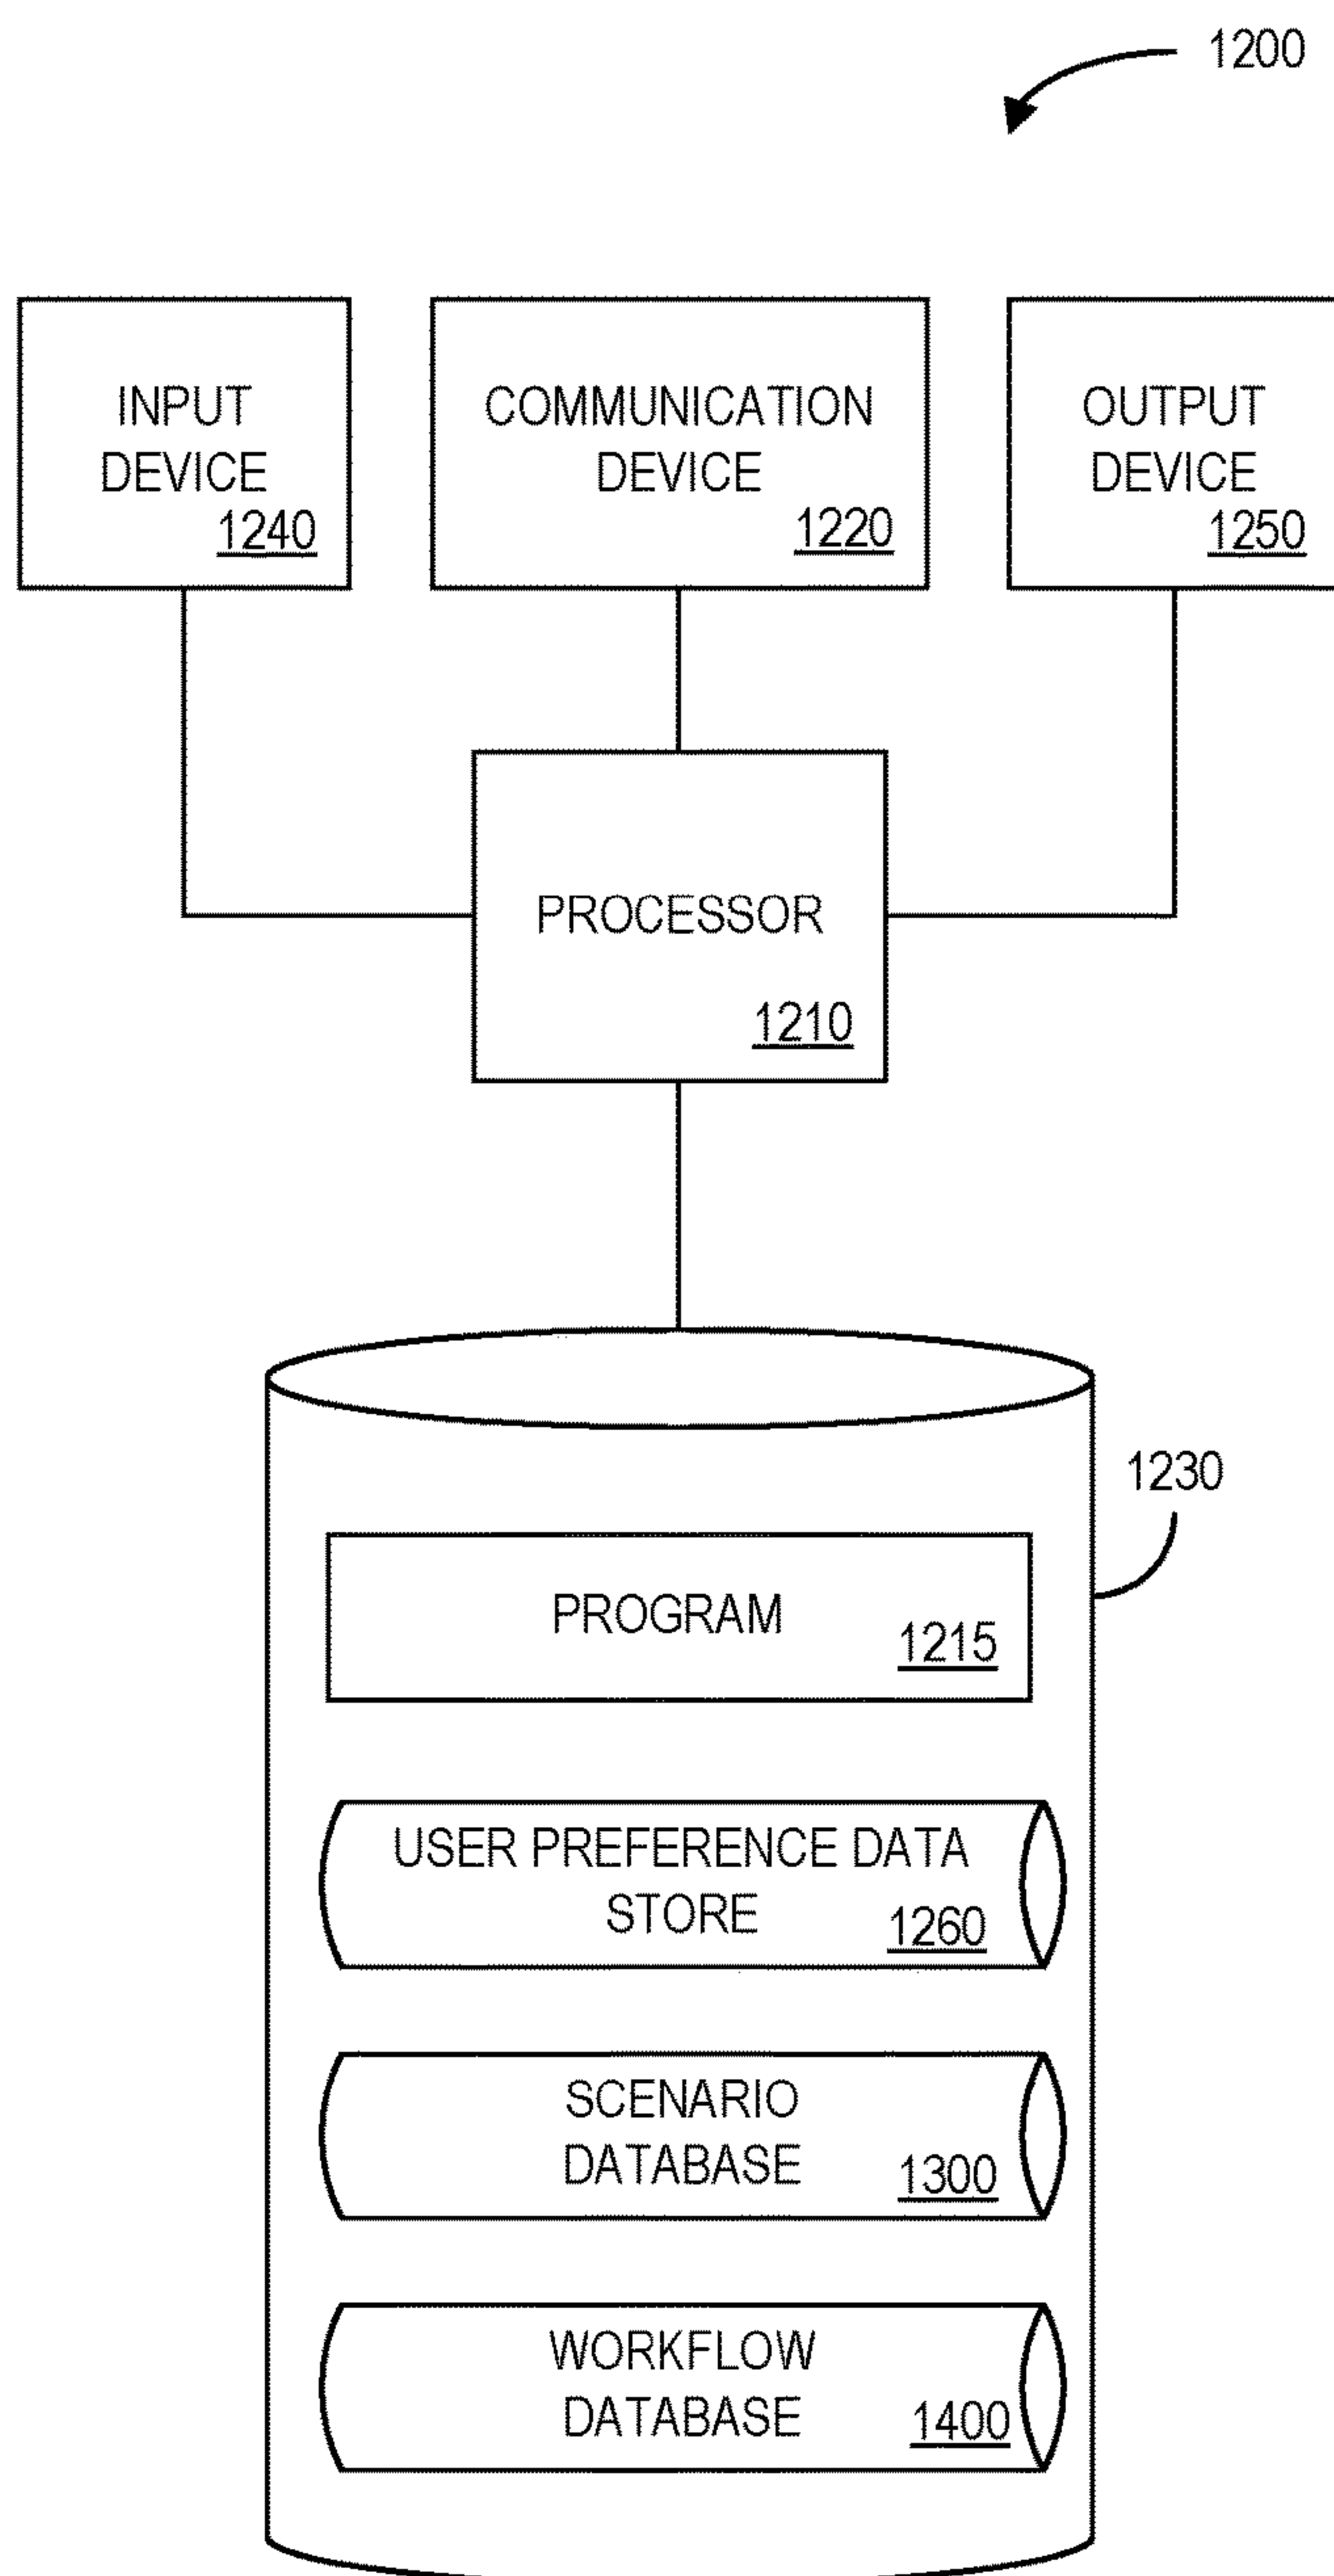 1200
INPUT
DEVICE
1240
COMMUNICATION
DEVICE
1220
OUTPUT
DEVICE
1250
PROCESSOR
1210
1230
PROGRAM
1215
USER PREFERENCE DATA
STORE
1260
SCENARIO
DATABASE
1300
WORKFLOW
DATABASE
1400